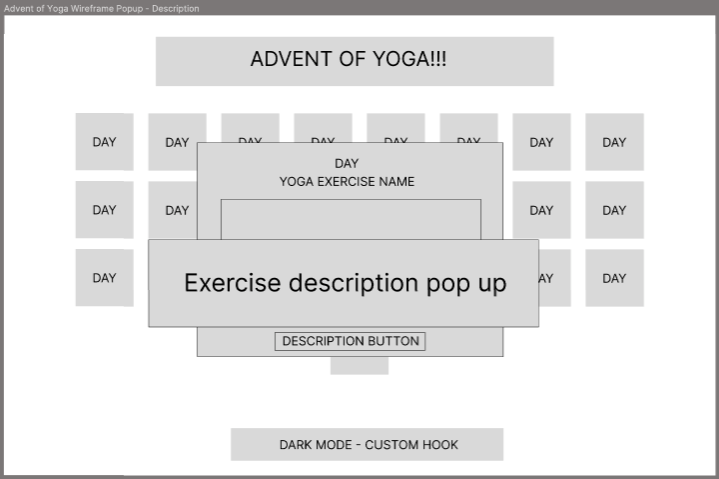 Advent of Yoga Wireframe Popup - Description
ADVENT OF YOGA!!!
DAY DAY DAY DAY DAY DAY DAY DAY
DAY
YOGA EXERCISE NAME
DAY DAY DAY DAY
DAY AY DAY
Exercise description pop up
DESCRIPTION BUTTON
DARK MODE - CUSTOM HOOK